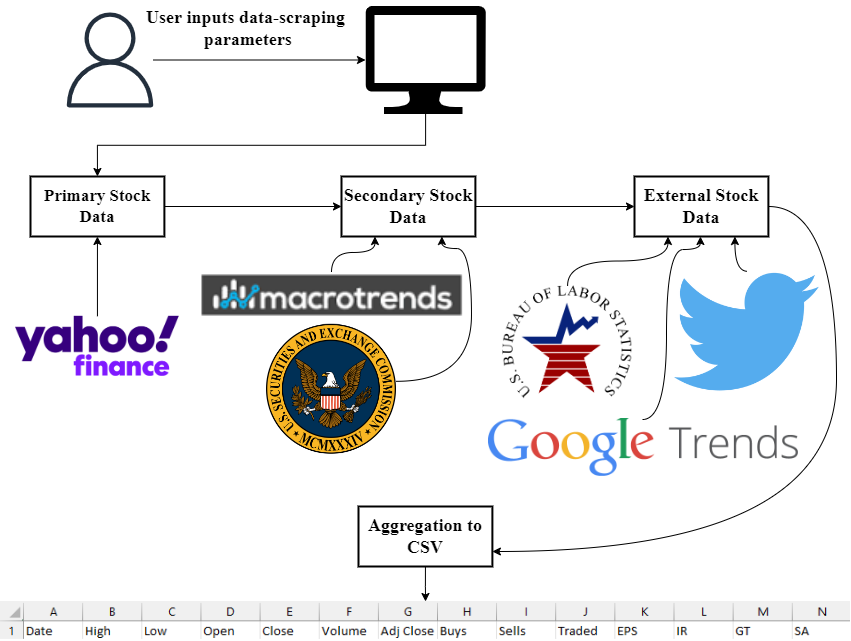 User inputs data-scraping
parameters
Primary Stock
Data
Secondary Stock
Data
External Stock
Data
yahoo!
finance
macrotrends
U.S. SECURITIES AND EXCHANGE COMMISSION
MCMXXXIV
U.S. BUREAU OF LABOR STATISTICS
Google Trends
Aggregation to
CSV
A B C D E F G H I J K L M N
1 Date High Low Open Close Volume Adj Close Buys Sells Traded EPS IR GT SA